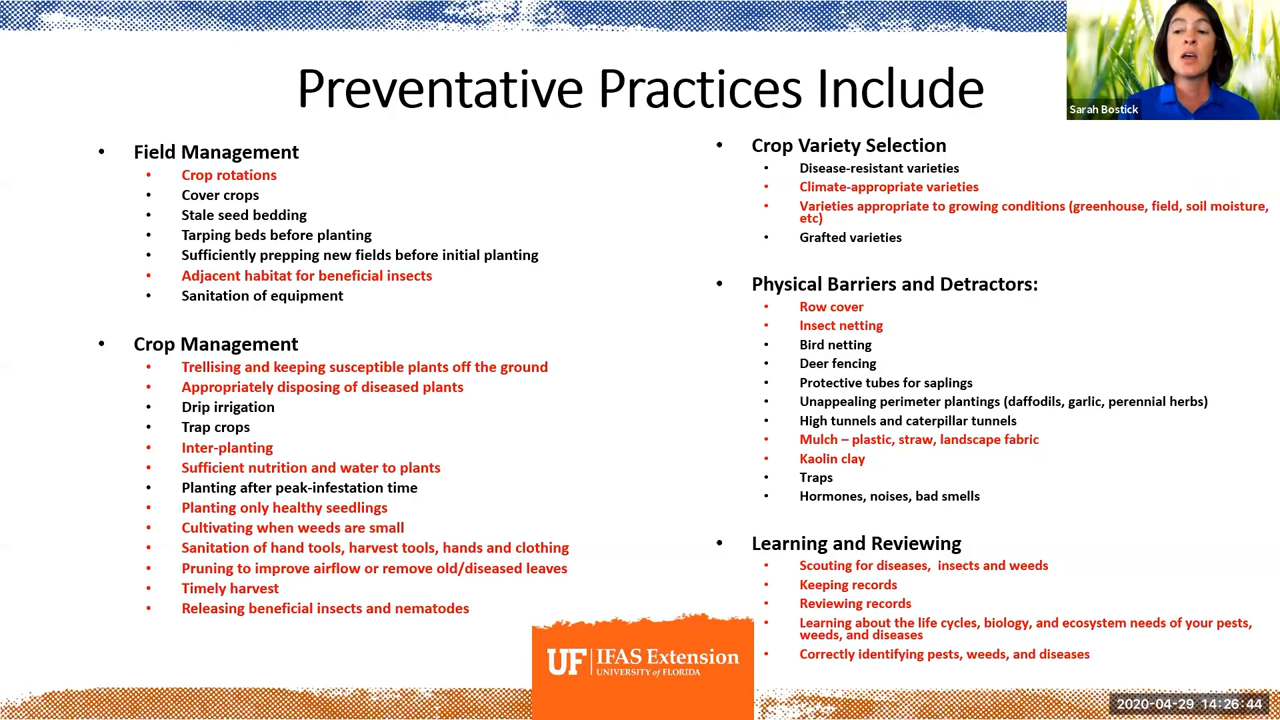 Preventative Practices Include
Sarah Bostick
• Field Management
• Crop rotations
• Cover crops
• Stale seed bedding
• Tarping beds before planting
• Sufficiently prepping new fields before initial planting
• Adjacent habitat for beneficial insects
• Sanitation of equipment
• Crop Management
• Trellising and keeping susceptible plants off the ground
• Appropriately disposing of diseased plants
• Drip irrigation
• Trap crops
• Inter-planting
• Sufficient nutrition and water to plants
• Planting after peak-infestation time
• Planting only healthy seedlings
• Cultivating when weeds are small
• Sanitation of hand tools, harvest tools, hands and clothing
• Pruning to improve airflow or remove old/diseased leaves
• Timely harvest
• Releasing beneficial insects and nematodes
• Crop Variety Selection
• Disease-resistant varieties
• Climate-appropriate varieties
• Varieties appropriate to growing conditions (greenhouse, field, soil moisture,
etc)
• Grafted varieties
• Physical Barriers and Detractors:
• Row cover
• Insect netting
• Bird netting
• Deer fencing
• Protective tubes for saplings
• Unappealing perimeter plantings (daffodils, garlic, perennial herbs)
• High tunnels and caterpillar tunnels
• Mulch – plastic, straw, landscape fabric
• Kaolin clay
• Traps
• Hormones, noises, bad smells
• Learning and Reviewing
• Scouting for diseases,  insects and weeds
• Keeping records
• Reviewing records
• Learning about the life cycles, biology, and ecosystem needs of your pests,
weeds, and diseases
• Correctly identifying pests, weeds, and diseases
UF IFAS Extension
UNIVERSITY of FLORIDA
2020-04-29 14:26:44